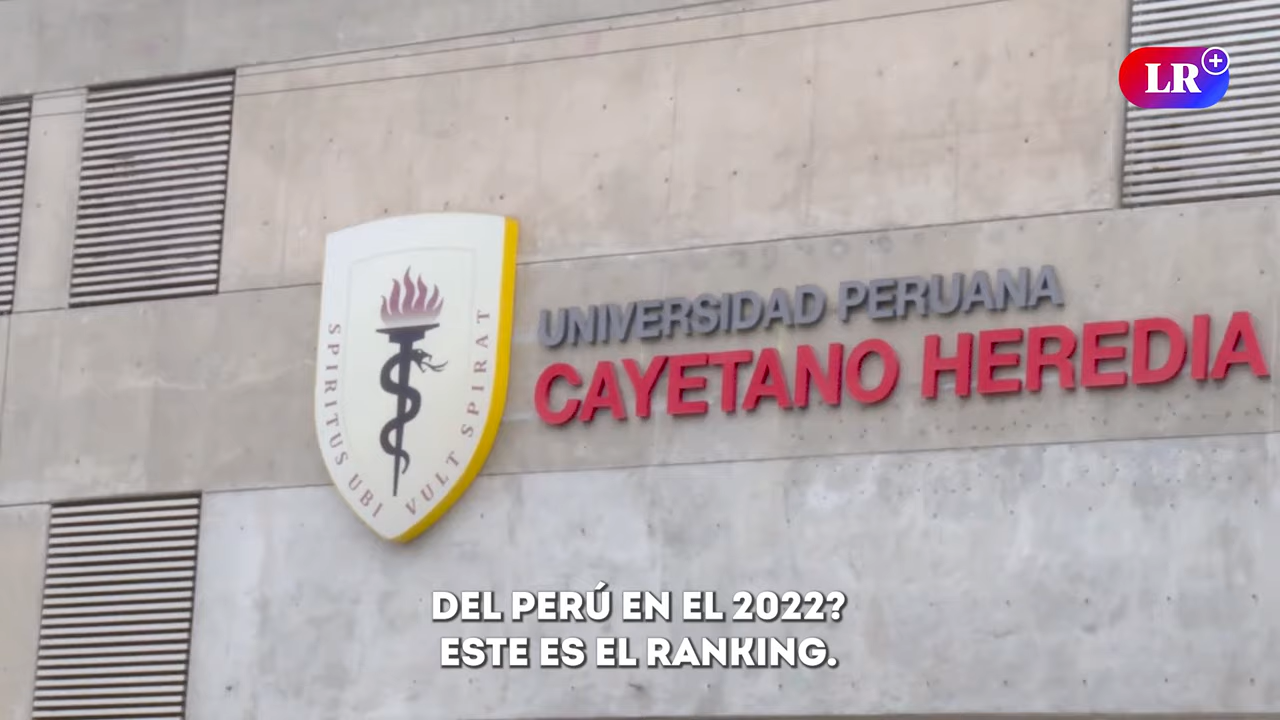 LR+
UNIVERSIDAD PERUANA
CAYETANO HEREDIA
SPIRITUS UBI VULT SPIRAT
DEL PERÚ EN EL 2022?
ESTE ES EL RANKING.